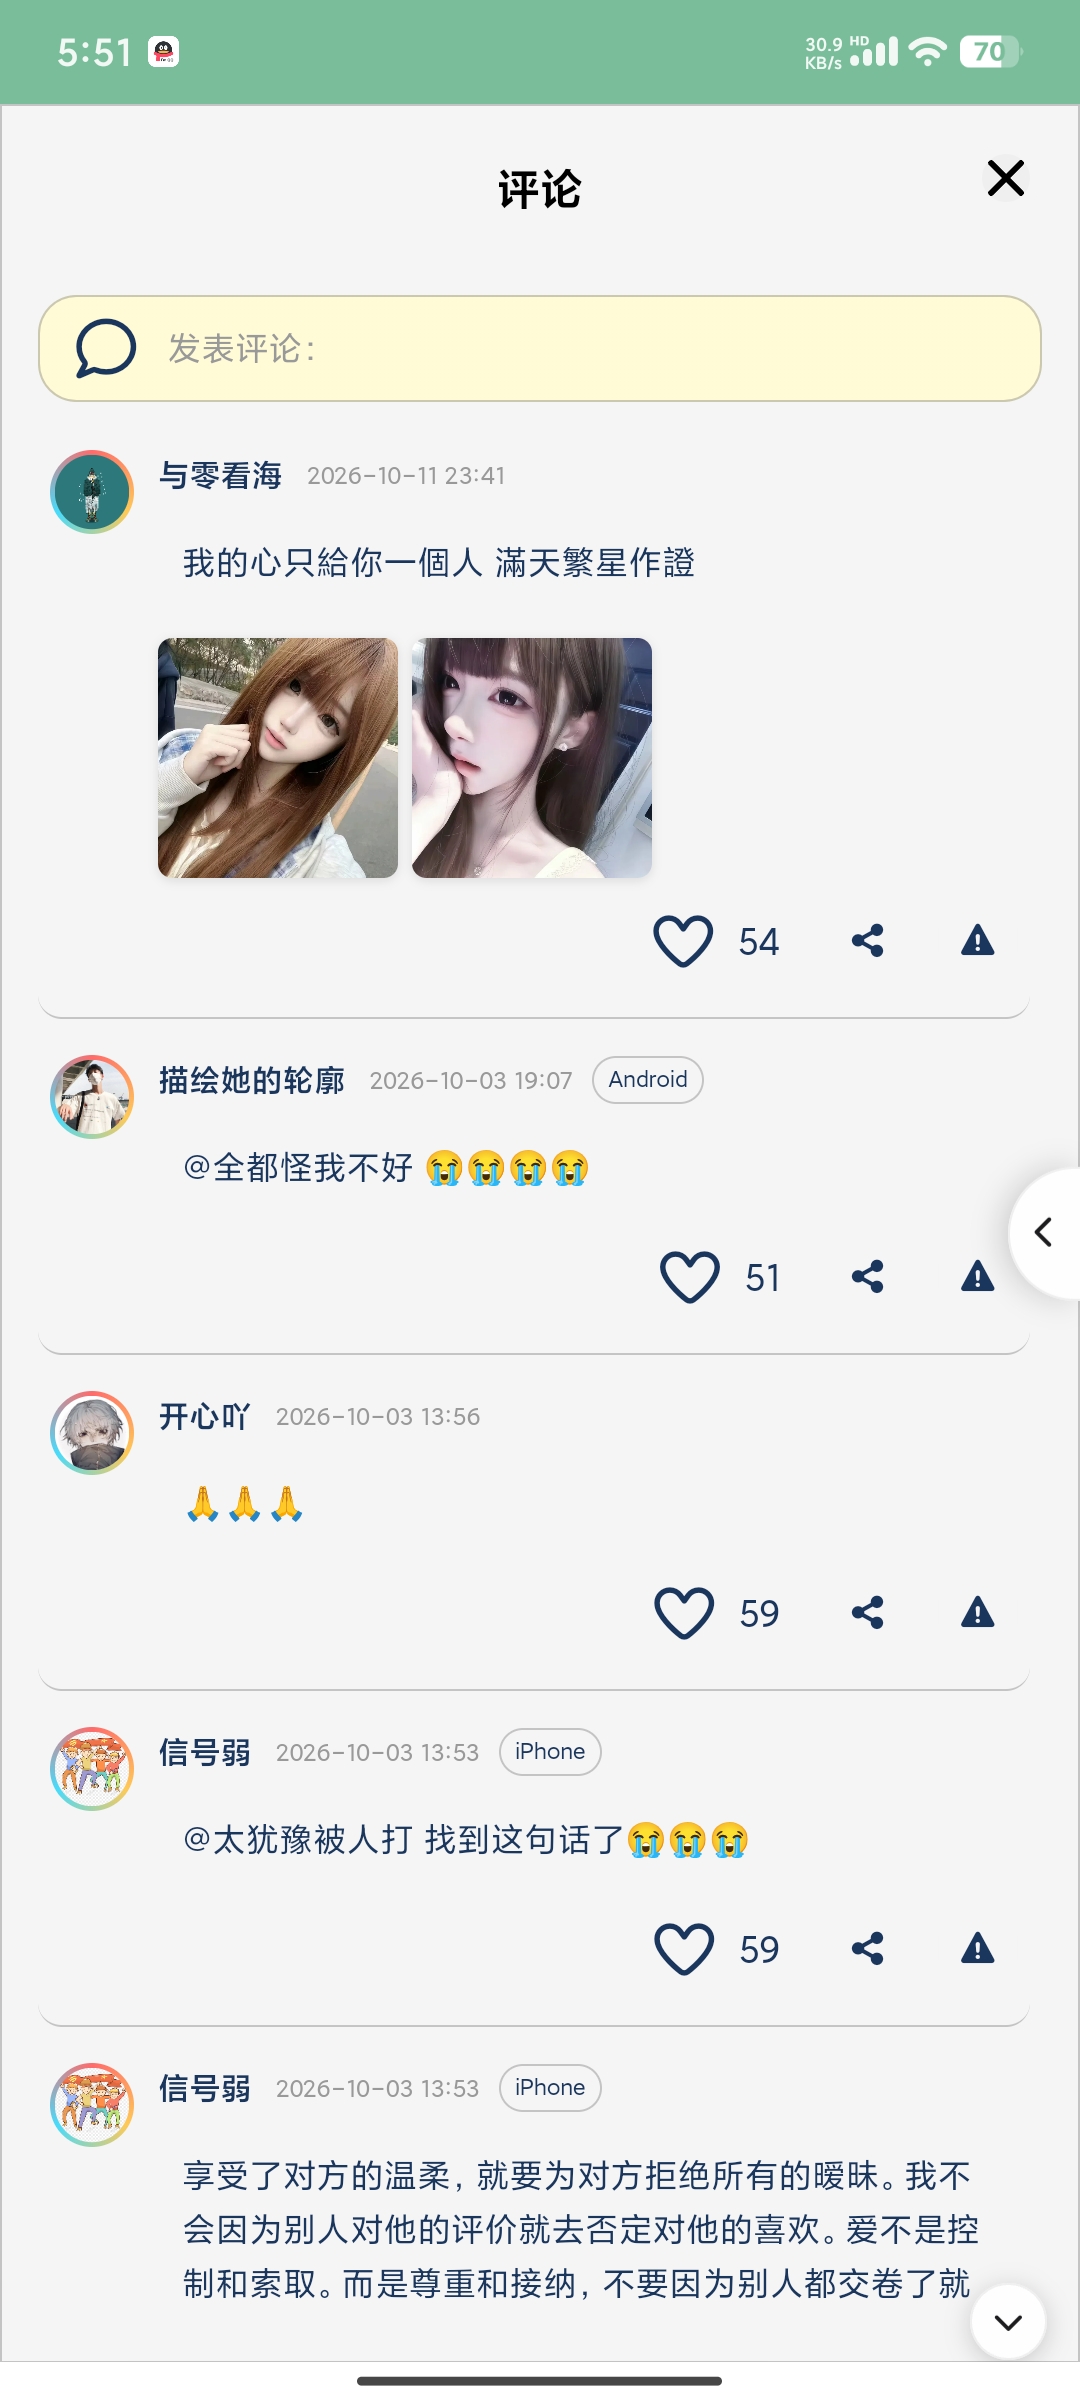 5:51
30.9 KB/s HD 70
评论
发表评论：
与零看海 2026-10-11 23:41
我的心只給你一個人 滿天繁星作證
54
描绘她的轮廓 2026-10-03 19:07 Android
@全都怪我不好 😭😭😭😭
51
开心吖 2026-10-03 13:56
🙏🙏🙏
59
信号弱 2026-10-03 13:53 iPhone
@太犹豫被人打 找到这句话了😭😭😭
59
信号弱 2026-10-03 13:53 iPhone
享受了对方的温柔，就要为对方拒绝所有的暧昧。我不
会因为别人对他的评价就去否定对他的喜欢。爱不是控
制和索取。而是尊重和接纳，不要因为别人都交卷了就